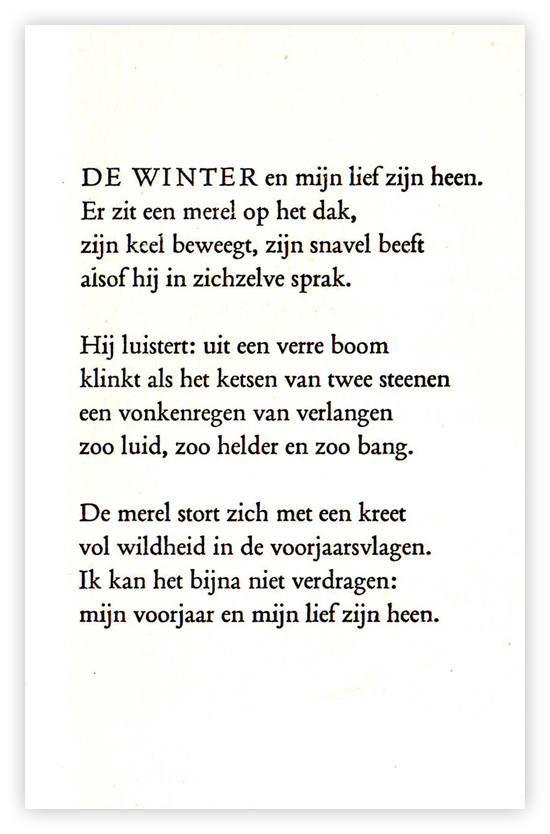 DE WINTER en mijn lief zijn heen.
Er zit een merel op het dak,
zijn keel beweegt, zijn snavel beeft
alsof hij in zichzelve sprak.
Hij luistert: uit een verre boom
klinkt als het ketsen van twee steenen
een vonkenregen van verlangen
zoo luid, zoo helder en zoo bang.
De merel stort zich met een kreet
vol wildheid in de voorjaarsvlagen.
Ik kan het bijna niet verdragen:
mijn voorjaar en mijn lief zijn heen.